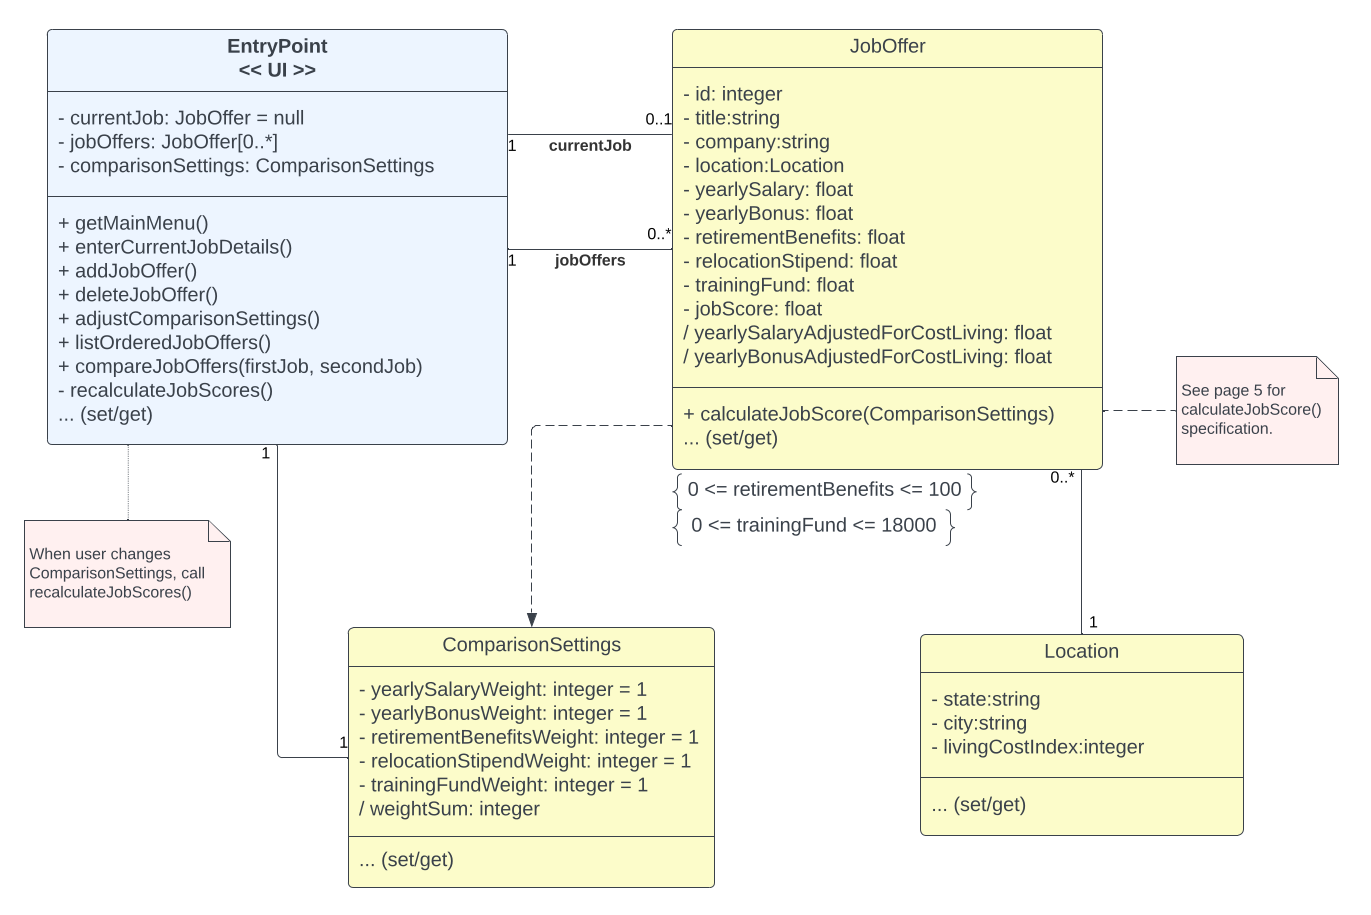 EntryPoint
<< UI >>
- currentJob: JobOffer = null
- jobOffers: JobOffer[0..*]
- comparisonSettings: ComparisonSettings
+ getMainMenu()
+ enterCurrentJobDetails()
+ addJobOffer()
+ deleteJobOffer()
+ adjustComparisonSettings()
+ listOrderedJobOffers()
+ compareJobOffers(firstJob, secondJob)
- recalculateJobScores()
... (set/get)
0..1
1
currentJob
0..*
1
jobOffers
JobOffer
- id: integer
- title:string
- company:string
- location:Location
- yearlySalary: float
- yearlyBonus: float
- retirementBenefits: float
- relocationStipend: float
- trainingFund: float
- jobScore: float
/ yearlySalaryAdjustedForCostLiving: float
/ yearlyBonusAdjustedForCostLiving: float
+ calculateJobScore(ComparisonSettings)
... (set/get)
See page 5 for
calculateJobScore()
specification.
{ 0 <= retirementBenefits <= 100 }
{ 0 <= trainingFund <= 18000 }
0..*
1
1
1
When user changes
ComparisonSettings, call
recalculateJobScores()
ComparisonSettings
- yearlySalaryWeight: integer = 1
- yearlyBonusWeight: integer = 1
- retirementBenefitsWeight: integer = 1
- relocationStipendWeight: integer = 1
- trainingFundWeight: integer = 1
/ weightSum: integer
... (set/get)
Location
- state:string
- city:string
- livingCostIndex:integer
... (set/get)